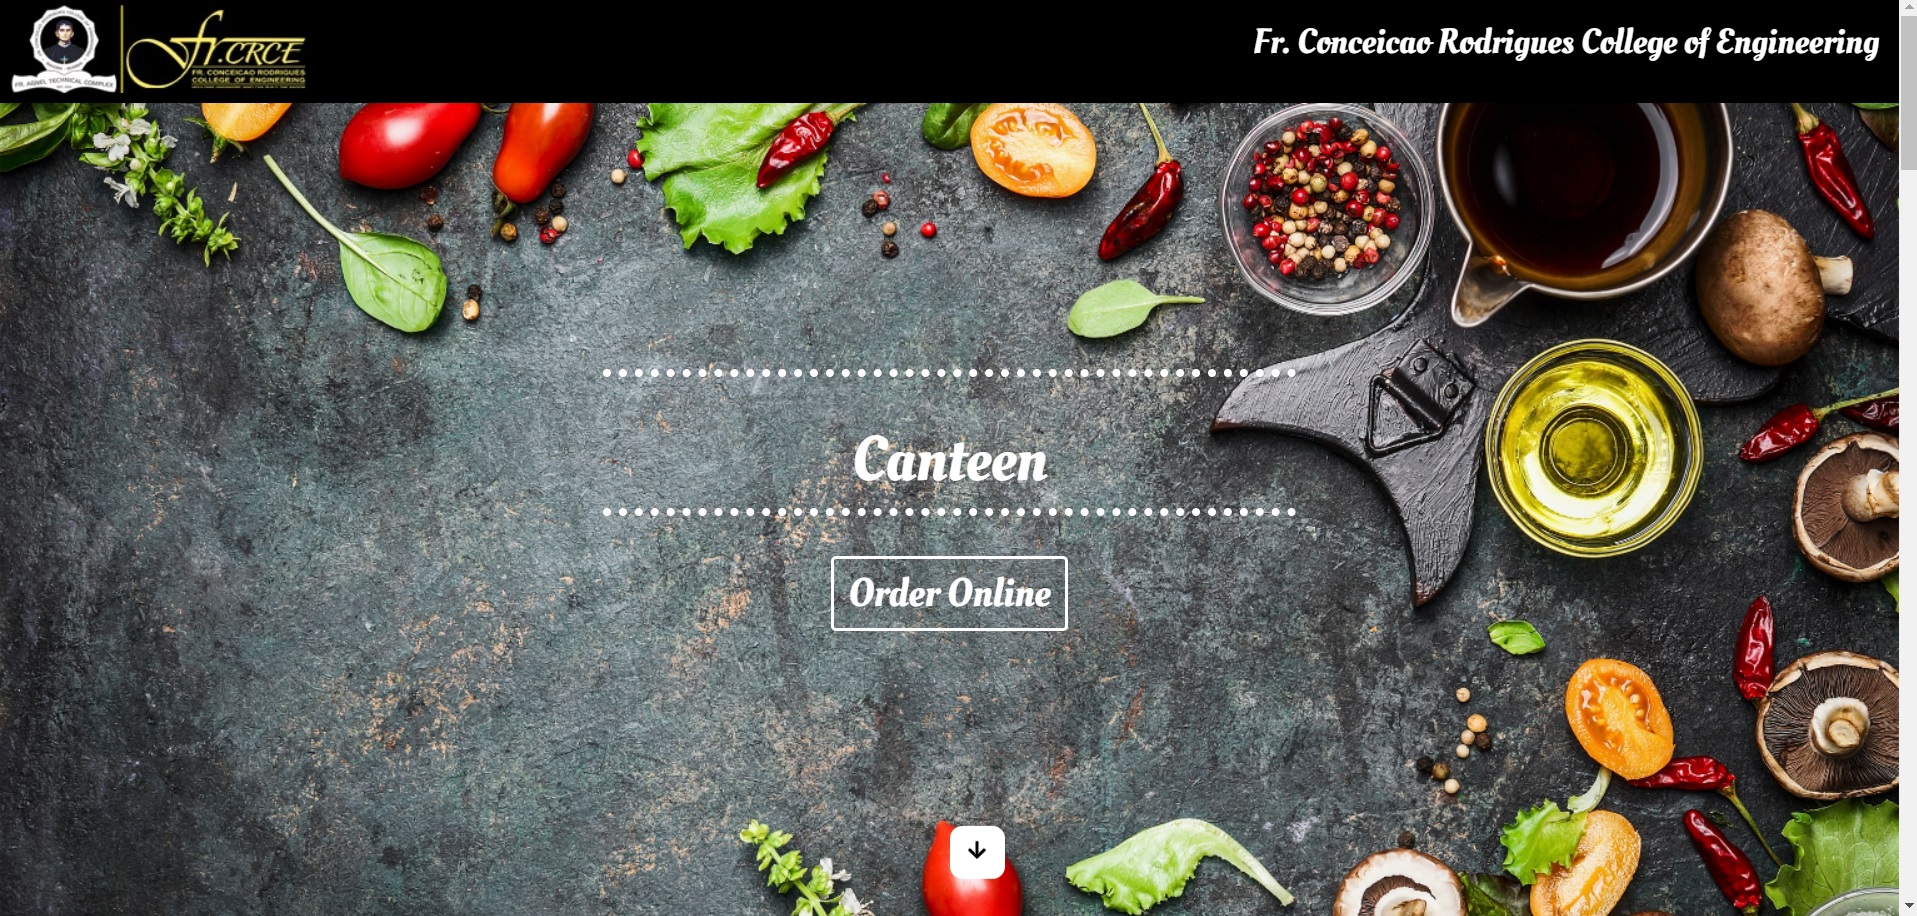 FR. AGNEL TECHNICAL COMPLEX
Fr. CRCE
FR. CONCEICAO RODRIGUES
COLLEGE OF ENGINEERING
Fr. Conceicao Rodrigues College of Engineering
Canteen
Order Online